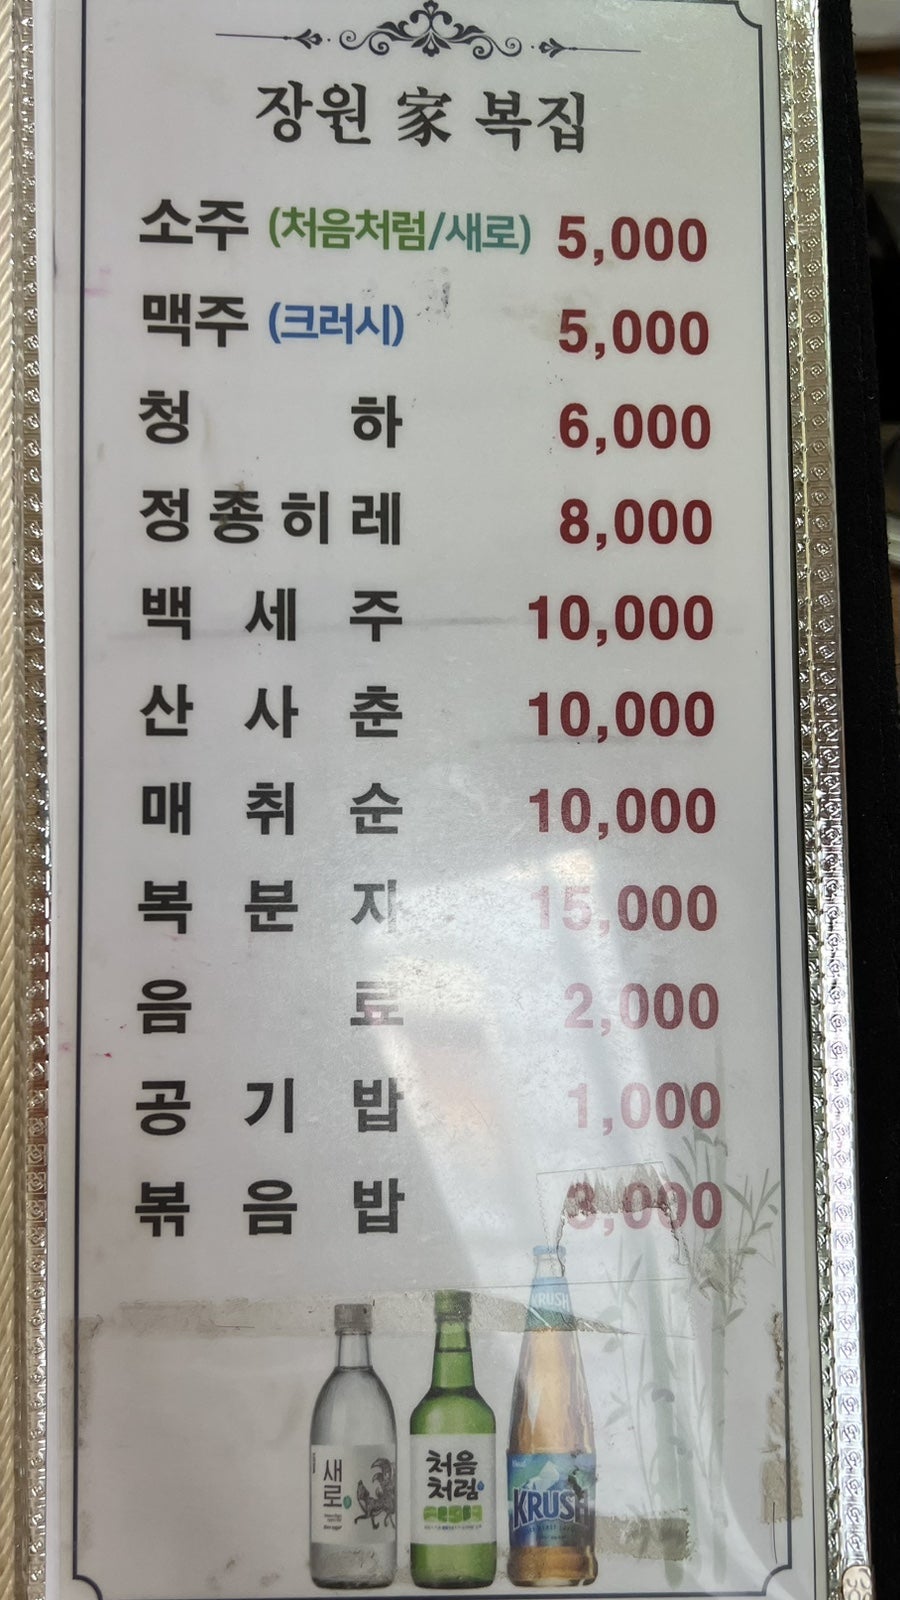 장원 家 복집
소주 (처음처럼/새로) 5,000
맥주 (크러시) 5,000
청 하 6,000
정종히레 8,000
백 세 주 10,000
산 사 춘 10,000
매 취 순 10,000
복 분 자 15,000
음 료 2,000
공 기 밥 1,000
볶 음 밥 3,000
KRUSH
새로
처음
처럼
KRUSH